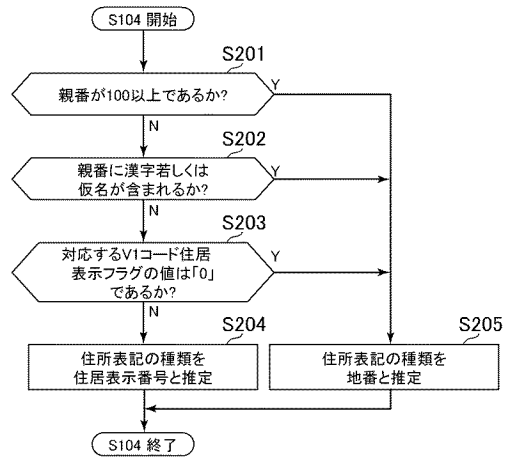 S104 開始
S201
親番が100以上であるか?
Y
N
S202
親番に漢字若しくは
仮名が含まれるか?
Y
N
S203
対応するV1コード住居
表示フラグの値は「0」
であるか?
Y
N
S204
住所表記の種類を
住居表示番号と推定
S205
住所表記の種類を
地番と推定
S104 終了